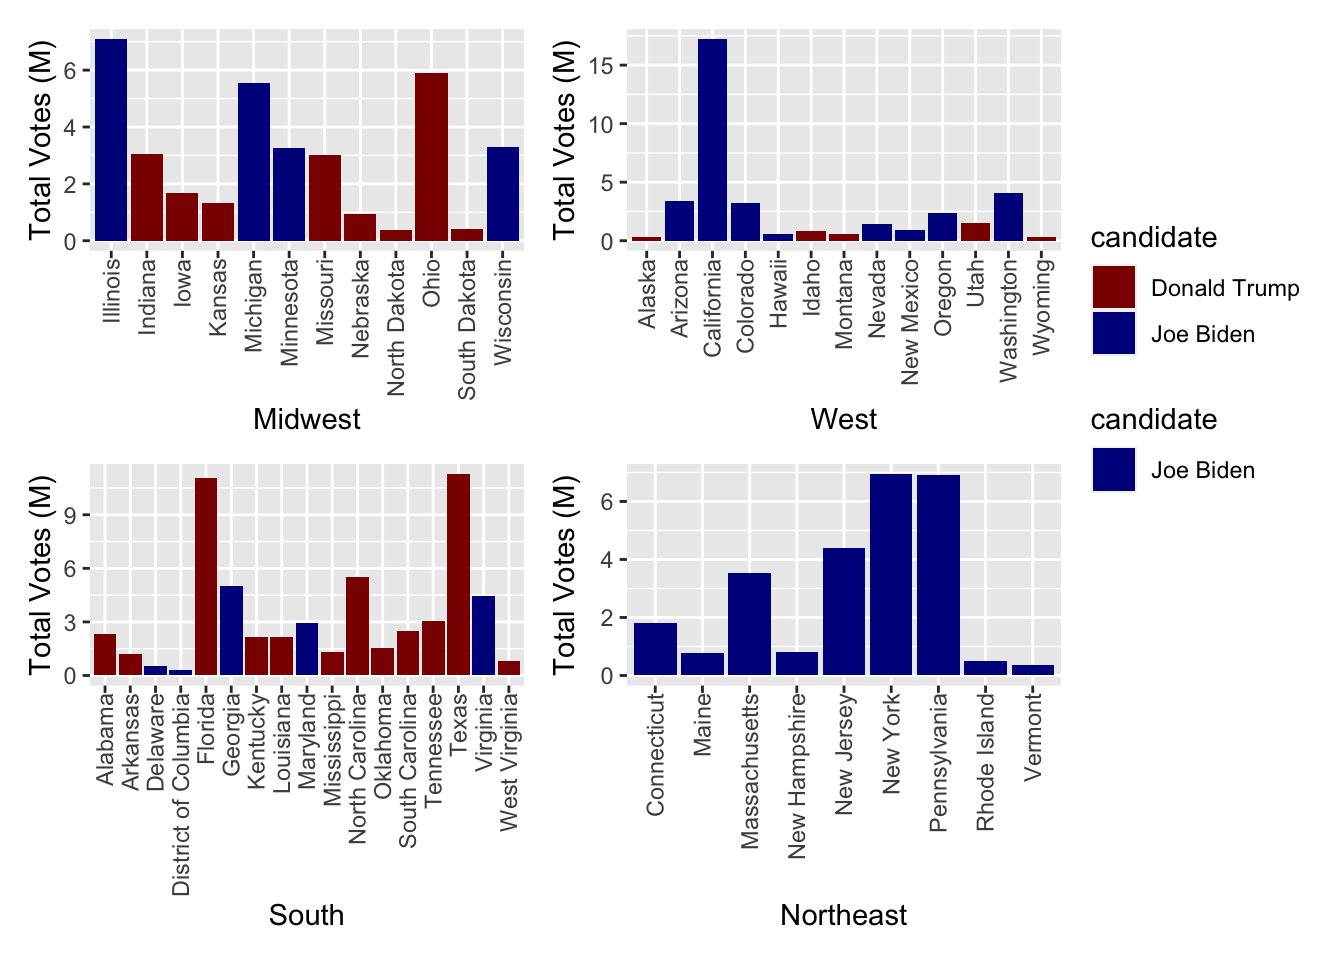 Total Votes (M)
6
4
2
0
Illinois
Indiana
Iowa
Kansas
Michigan
Minnesota
Missouri
Nebraska
North Dakota
Ohio
South Dakota
Wisconsin
Midwest
Total Votes (M)
15
10
5
0
Alaska
Arizona
California
Colorado
Hawaii
Idaho
Montana
Nevada
New Mexico
Oregon
Utah
Washington
Wyoming
West
candidate
Donald Trump
Joe Biden
candidate
Joe Biden
Total Votes (M)
9
6
3
0
Alabama
Arkansas
Delaware
District of Columbia
Florida
Georgia
Kentucky
Louisiana
Maryland
Mississippi
North Carolina
Oklahoma
South Carolina
Tennessee
Texas
Virginia
West Virginia
South
Total Votes (M)
6
4
2
0
Connecticut
Maine
Massachusetts
New Hampshire
New Jersey
New York
Pennsylvania
Rhode Island
Vermont
Northeast